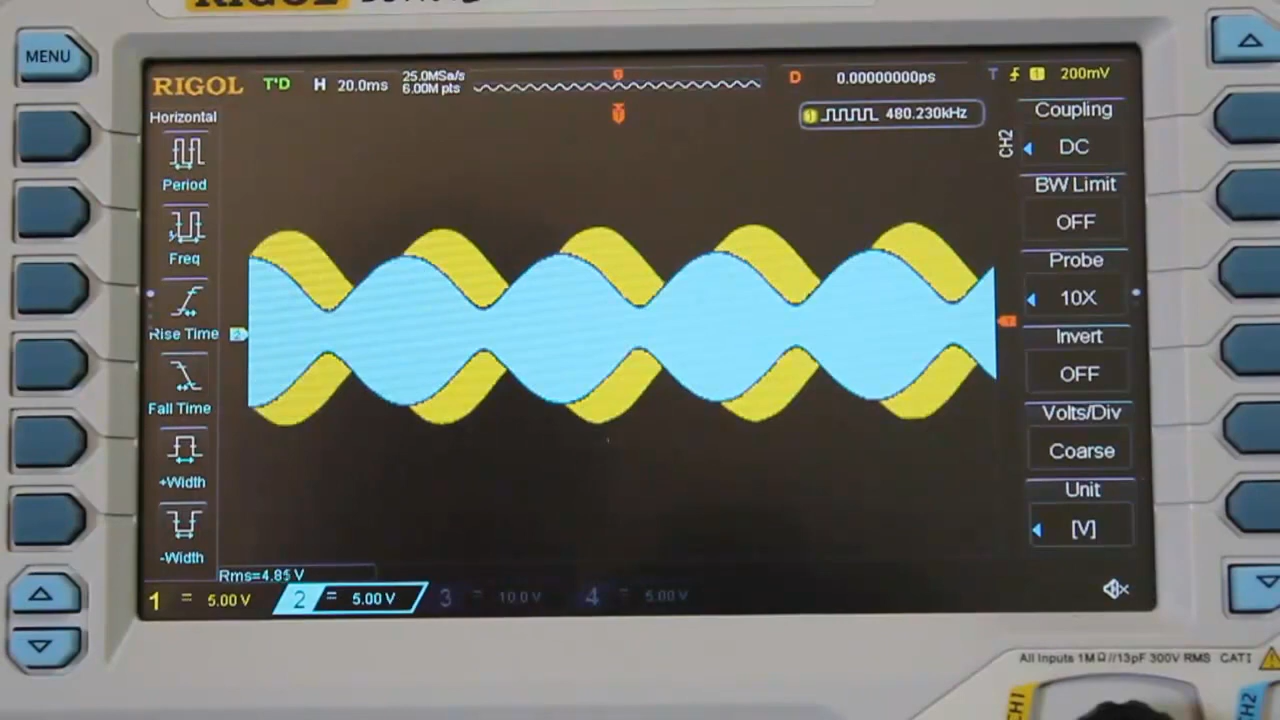 RIGOL
MENU
RIGOL T'D H 20.0ms 25.0MSa/s 6.00M pts D 0.00000000ps T 1 200mV
1 480.230kHz
Horizontal
Period
Freq
Rise Time
Fall Time
+Width
-Width
CH2
Coupling
DC
BW Limit
OFF
Probe
10X
Invert
OFF
Volts/Div
Coarse
Unit
[V]
Rms=4.85 V
1 = 5.00 V 2 = 5.00 V 3 = 10.0 V 4 = 5.00 V
All Inputs 1MΩ//13pF 300V RMS CATI
CH1
CH2